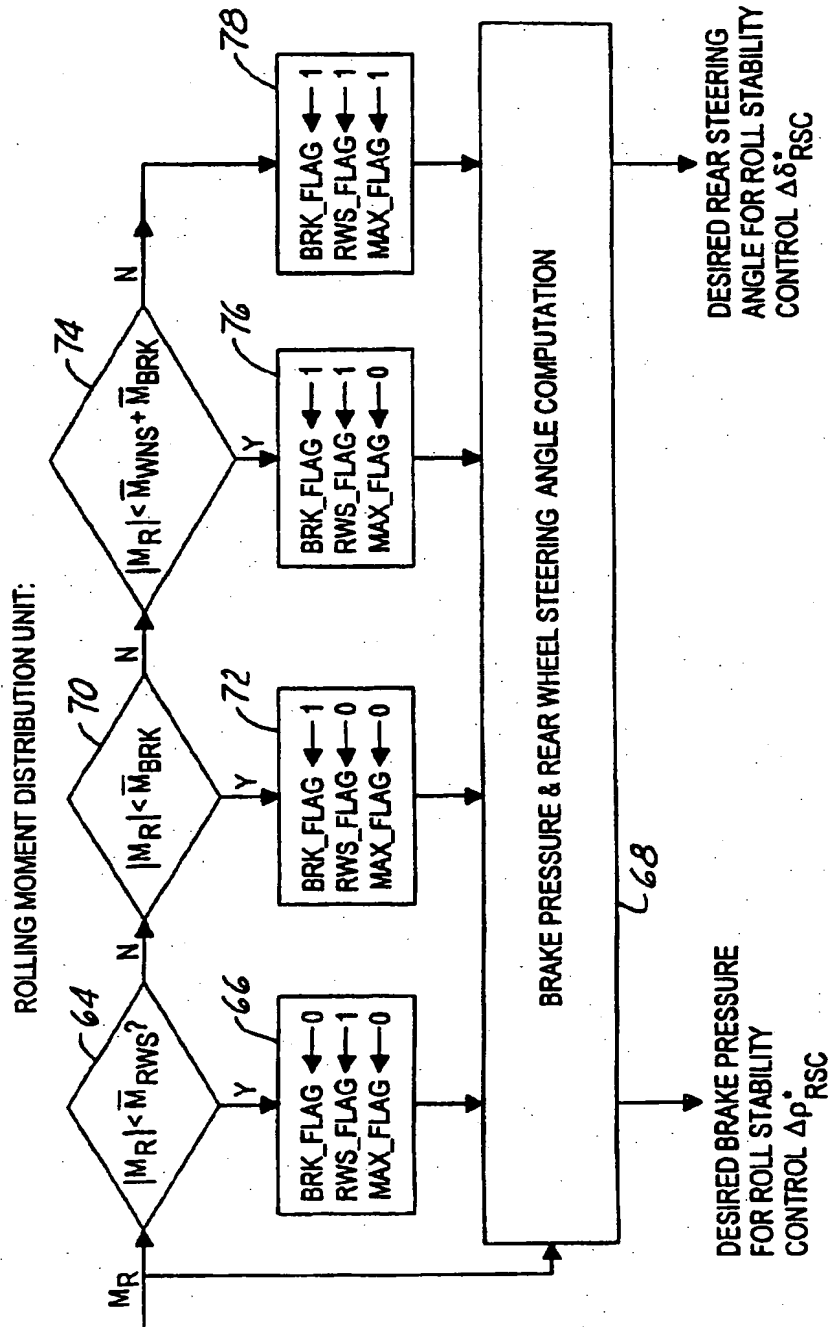 ROLLING MOMENT DISTRIBUTION UNIT:
M_R
64
|M_R|<M̅_RWS?
N
Y
66
BRK_FLAG←0
RWS_FLAG←1
MAX_FLAG←0
70
|M_R|<M̅_BRK
N
Y
72
BRK_FLAG←1
RWS_FLAG←0
MAX_FLAG←0
74
|M_R|<M̅_WNS+M̅_BRK
N
Y
76
BRK_FLAG←1
RWS_FLAG←1
MAX_FLAG←0
78
BRK_FLAG←1
RWS_FLAG←1
MAX_FLAG←1
BRAKE PRESSURE & REAR WHEEL STEERING ANGLE COMPUTATION
68
DESIRED BRAKE PRESSURE
FOR ROLL STABILITY
CONTROL Δρ*_RSC
DESIRED REAR STEERING
ANGLE FOR ROLL STABILITY
CONTROL Δδ*_RSC